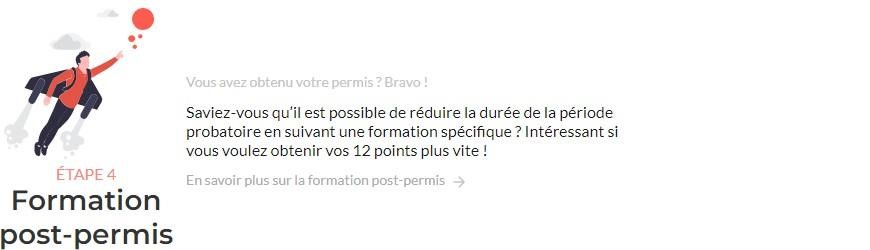 ÉTAPE 4
Formation
post-permis
Vous avez obtenu votre permis ? Bravo !
Saviez-vous qu’il est possible de réduire la durée de la période
probatoire en suivant une formation spécifique ? Intéressant si
vous voulez obtenir vos 12 points plus vite !
En savoir plus sur la formation post-permis →